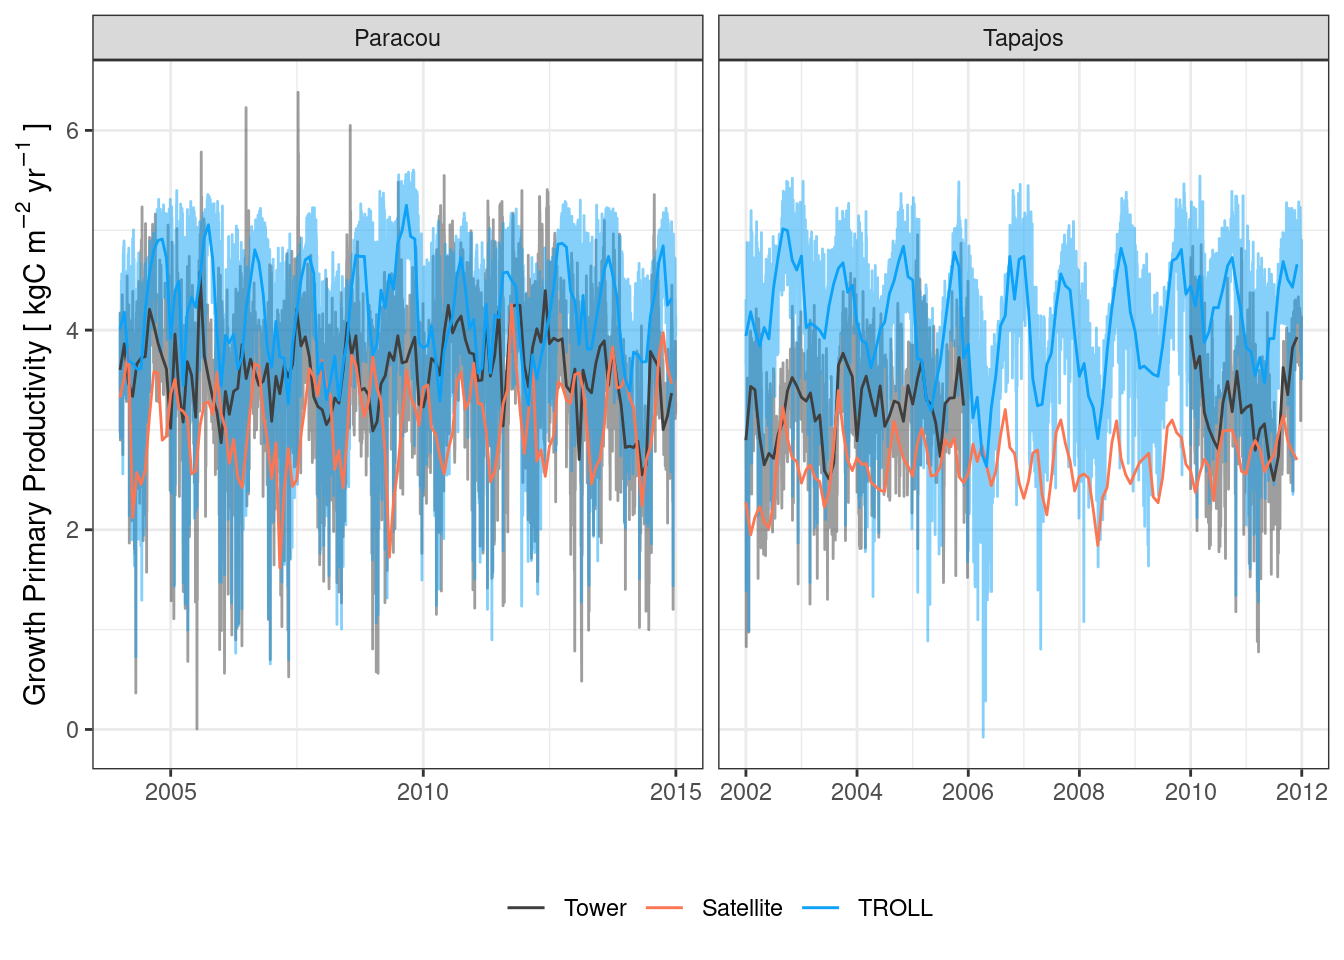 Paracou Tapajos
Growth Primary Productivity [ kgC m⁻² yr⁻¹ ]
6
4
2
0
2005 2010 2015 2002 2004 2006 2008 2010 2012
Tower Satellite TROLL